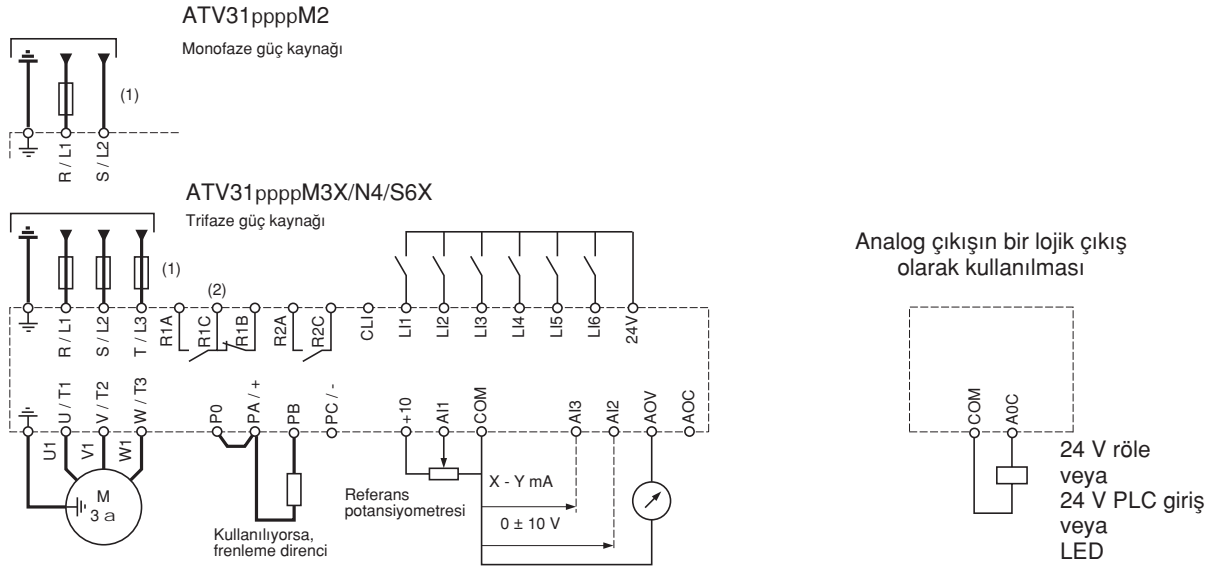 ATV31ppppM2
Monofaze güç kaynağı
(1)
R / L1
S / L2
ATV31ppppM3X/N4/S6X
Trifaze güç kaynağı
(1)
(2)
R / L1
S / L2
T / L3
R1A
R1C
R1B
R2A
R2C
CLI
LI1
LI2
LI3
LI4
LI5
LI6
24V
U / T1
V / T2
W / T3
P0
PA / +
PB
PC / -
+10
AI1
COM
AI3
AI2
AOV
AOC
U1
V1
W1
M
3 a
Kullanılıyorsa,
frenleme direnci
Referans
potansiyometresi
X - Y mA
0 ± 10 V
Analog çıkışın bir lojik çıkış
olarak kullanılması
COM
A0C
24 V röle
veya
24 V PLC giriş
veya
LED